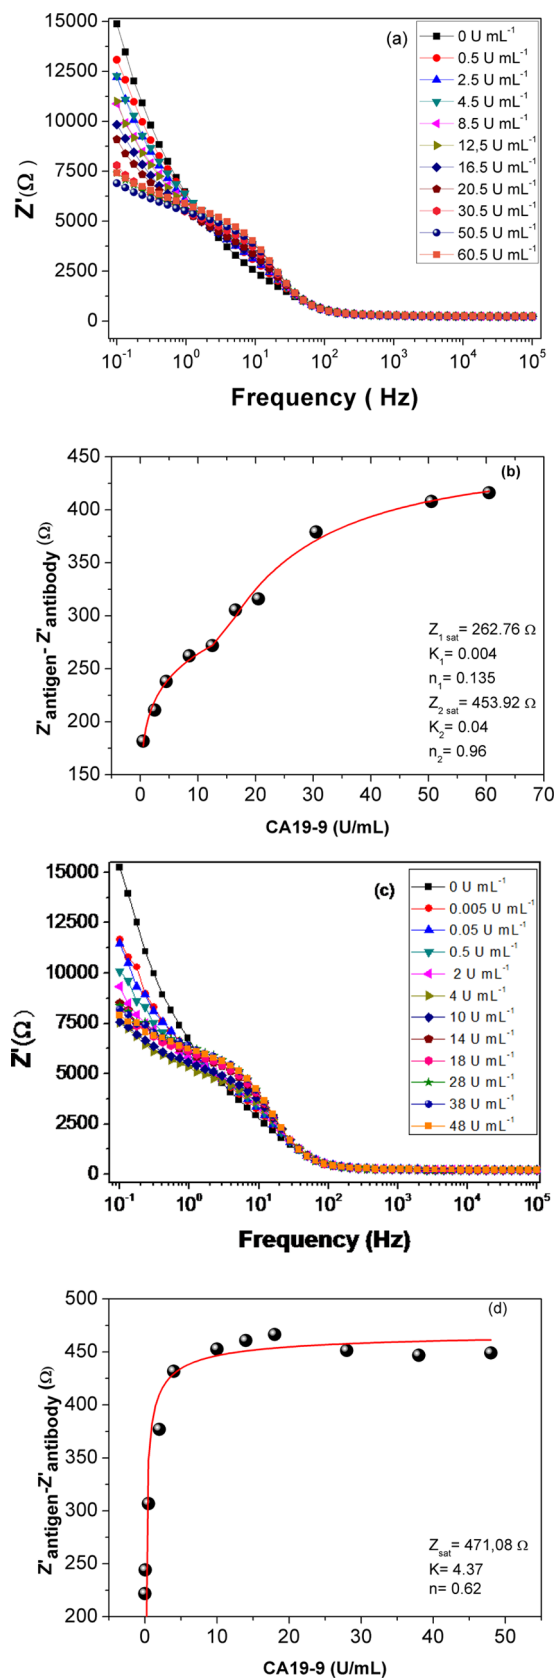 (a)
0 U mL⁻¹
0.5 U mL⁻¹
2.5 U mL⁻¹
4.5 U mL⁻¹
8.5 U mL⁻¹
12,5 U mL⁻¹
16.5 U mL⁻¹
20.5 U mL⁻¹
30.5 U mL⁻¹
50.5 U mL⁻¹
60.5 U mL⁻¹
Z'(Ω)
15000
12500
10000
7500
5000
2500
0
10⁻¹ 10⁰ 10¹ 10² 10³ 10⁴ 10⁵
Frequency ( Hz)
(b)
Z'antigen-Z'antibody (Ω)
450
400
350
300
250
200
150
Z₁ sat = 262.76 Ω
K₁= 0.004
n₁= 0.135
Z₂ sat= 453.92 Ω
K₂= 0.04
n₂= 0.96
0 10 20 30 40 50 60 70
CA19-9 (U/mL)
(c)
0 U mL⁻¹
0.005 U mL⁻¹
0.05 U mL⁻¹
0.5 U mL⁻¹
2 U mL⁻¹
4 U mL⁻¹
10 U mL⁻¹
14 U mL⁻¹
18 U mL⁻¹
28 U mL⁻¹
38 U mL⁻¹
48 U mL⁻¹
Z'(Ω)
15000
12500
10000
7500
5000
2500
0
10⁻¹ 10⁰ 10¹ 10² 10³ 10⁴ 10⁵
Frequency (Hz)
(d)
Z'antigen-Z'antibody (Ω)
500
450
400
350
300
250
200
Zsat= 471,08 Ω
K= 4.37
n= 0.62
0 10 20 30 40 50
CA19-9 (U/mL)